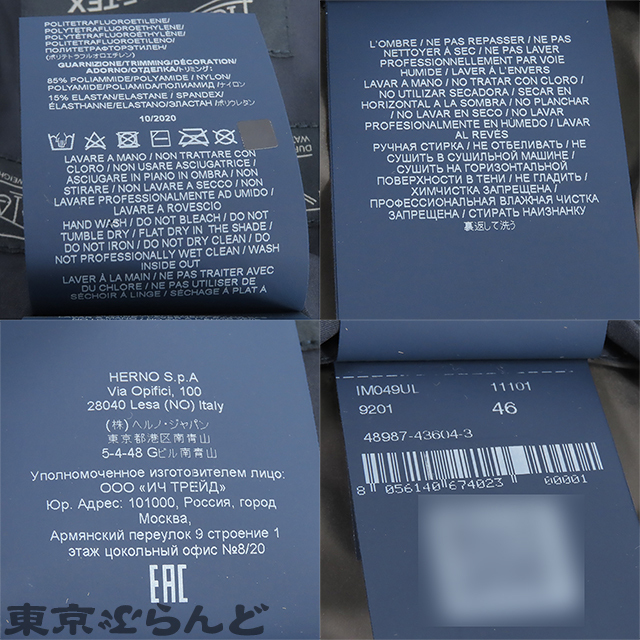 -TEX
POLITETRAFLUOROETILENE/
POLYTETRAFLUOROETHYLENE/
POLYTÉTRAFLUOROÉTHYLÈNE/
POLITETRAFLUOROETILENO/
ПОЛИТЕТРАФТОРЭТИЛЕН/
(ポリテトラフルオロエチレン)
GUARNIZIONE/TRIMMING/DÉCORATION/
ADORNO/ОТДЕЛКА/(トリミング)
85% POLIAMMIDE/POLYAMIDE / NYLON/
POLYAMIDE/POLIAMIDA/ПОЛИАМИД /ナイロン
15% ELASTAN/ELASTANE / SPANDEX/
ÉLASTHANNE/ELASTANO/ЭЛАСТАН /ポリウレタン
10/2020
LAVARE A MANO / NON TRATTARE CON
CLORO / NON USARE ASCIUGATRICE /
ASCIUGARE IN PIANO IN OMBRA / NON
STIRARE / NON LAVARE A SECCO / NON
LAVARE PROFESSIONALMENTE AD UMIDO /
LAVARE A ROVESCIO
HAND WASH / DO NOT BLEACH / DO NOT
TUMBLE DRY / FLAT DRY IN THE SHADE /
DO NOT IRON / DO NOT DRY CLEAN / DO
NOT PROFESSIONALLY WET CLEAN / WASH
INSIDE OUT
LAVER À LA MAIN / NE PAS TRAITER AVEC
DU CHLORE / NE PAS UTILISER DE
SÉCHOIR À LINGE / SÉCHAGE À PLAT À
L'OMBRE / NE PAS REPASSER / NE PAS
NETTOYER À SEC / NE PAS LAVER
PROFESSIONNELLEMENT PAR VOIE
HUMIDE / LAVER À L'ENVERS
LAVAR A MANO / NO TRATAR CON CLORO /
NO UTILIZAR SECADORA / SECAR EN
HORIZONTAL A LA SOMBRA / NO PLANCHAR
/ NO LAVAR EN SECO / NO LAVAR
PROFESIONALMENTE EN HÚMEDO / LAVAR
AL REVÉS
РУЧНАЯ СТИРКА / НЕ ОТБЕЛИВАТЬ / НЕ
СУШИТЬ В СУШИЛЬНОЙ МАШИНЕ /
СУШИТЬ НА ГОРИЗОНТАЛЬНОЙ
ПОВЕРХНОСТИ В ТЕНИ / НЕ ГЛАДИТЬ /
ХИМЧИСТКА ЗАПРЕЩЕНА /
ПРОФЕССИОНАЛЬНАЯ ВЛАЖНАЯ ЧИСТКА
ЗАПРЕЩЕНА / СТИРАТЬ НАИЗНАНКУ
裏返して洗う
HERNO S.p.A
Via Opifici, 100
28040 Lesa (NO) Italy
(株) ヘルノ・ジャパン
東京都港区南青山
5-4-48 Gビル南青山
Уполномоченное изготовителем лицо:
ООО «ИЧ ТРЕЙД»
Юр. Адрес: 101000, Россия, город
Москва,
Армянский переулок 9 строение 1
этаж цокольный офис №8/20
EAC
IM049UL 11101
9201 46
48987-43604-3
8 056140 674023 00001
東京ぶらんど